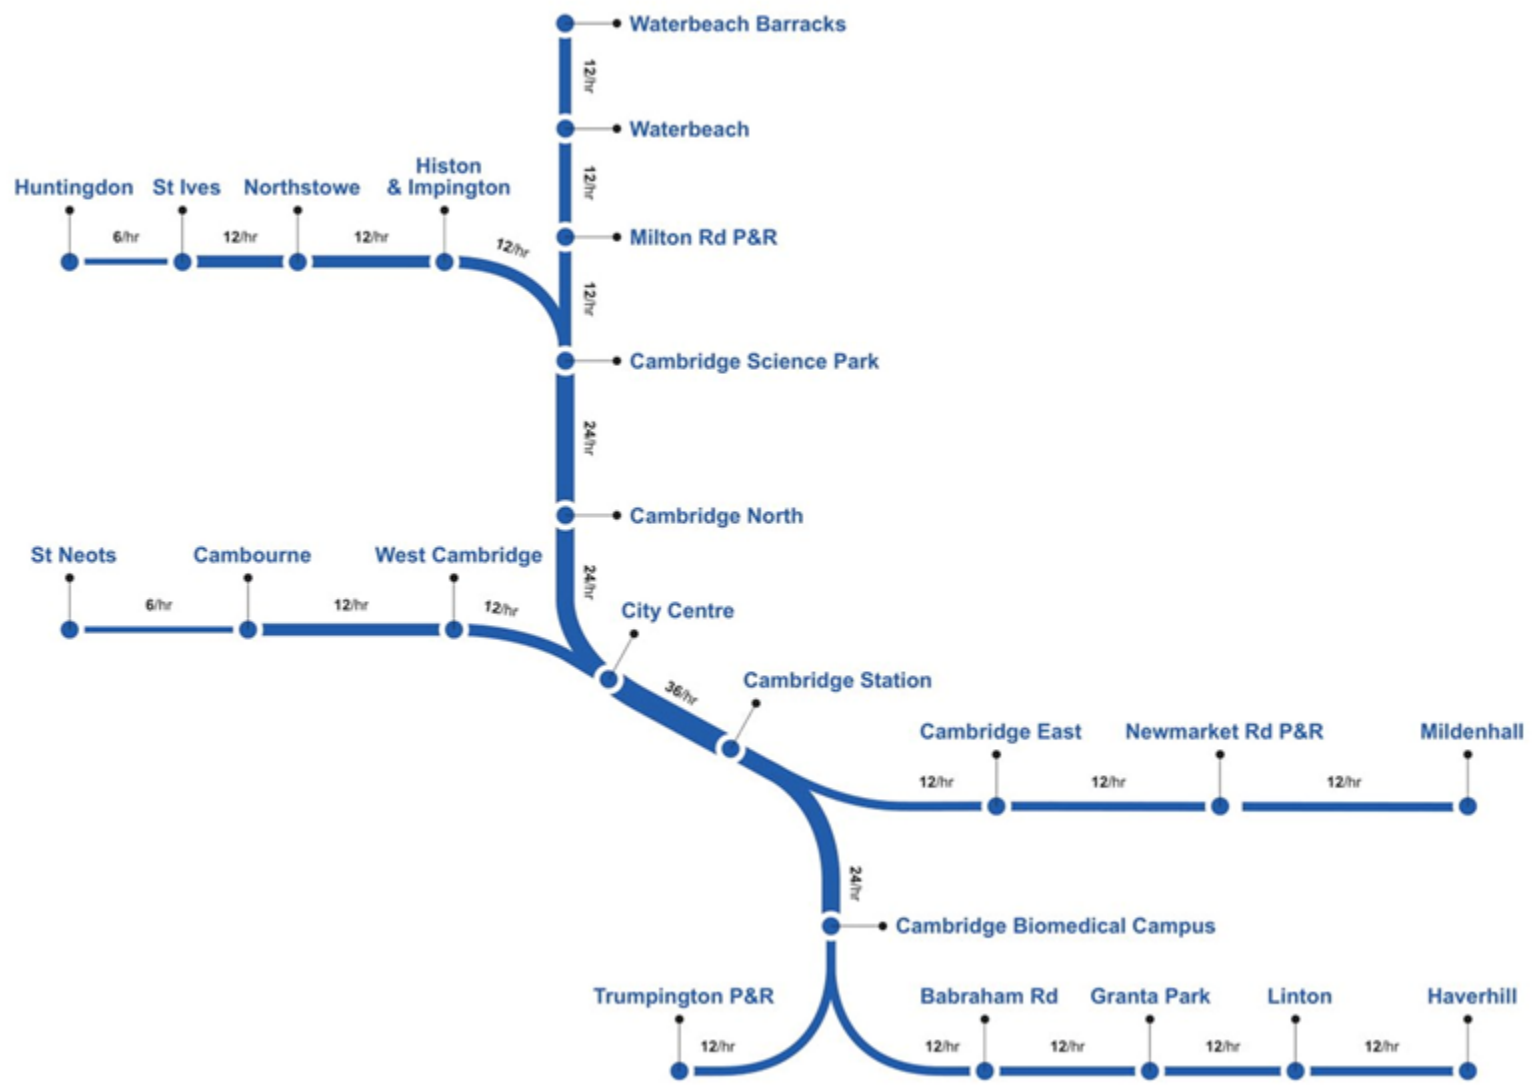 Waterbeach Barracks
12/hr
Waterbeach
12/hr
Milton Rd P&R
12/hr
Huntingdon
St Ives
Northstowe
Histon
& Impington
6/hr
12/hr
12/hr
12/hr
Cambridge Science Park
24/hr
Cambridge North
24/hr
St Neots
Cambourne
West Cambridge
6/hr
12/hr
12/hr
City Centre
36/hr
Cambridge Station
Cambridge East
Newmarket Rd P&R
Mildenhall
12/hr
12/hr
12/hr
24/hr
Cambridge Biomedical Campus
Trumpington P&R
Babraham Rd
Granta Park
Linton
Haverhill
12/hr
12/hr
12/hr
12/hr
12/hr